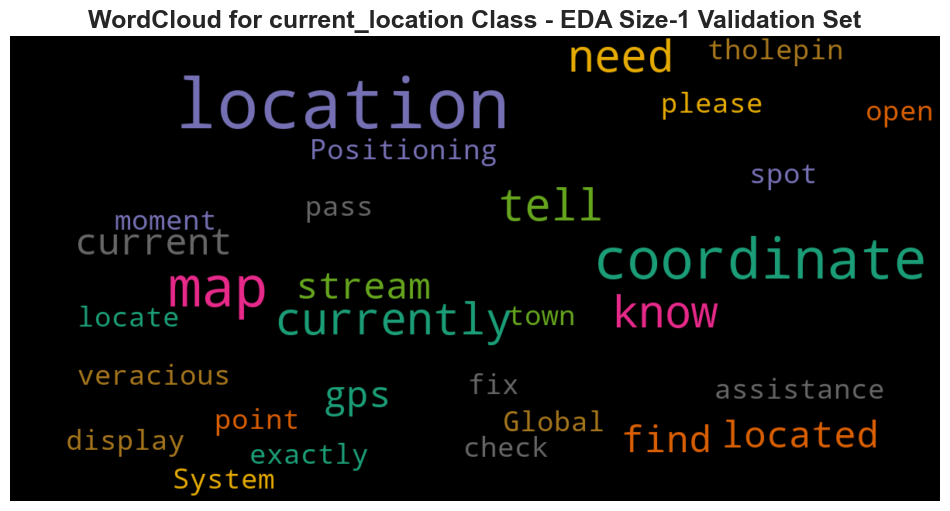 WordCloud for current_location Class - EDA Size-1 Validation Set
need
tholepin
location
please
open
Positioning
spot
pass
tell
moment
current
coordinate
map
stream
know
locate
currently
town
veracious
fix
assistance
gps
point
Global
display
find
located
exactly
check
System